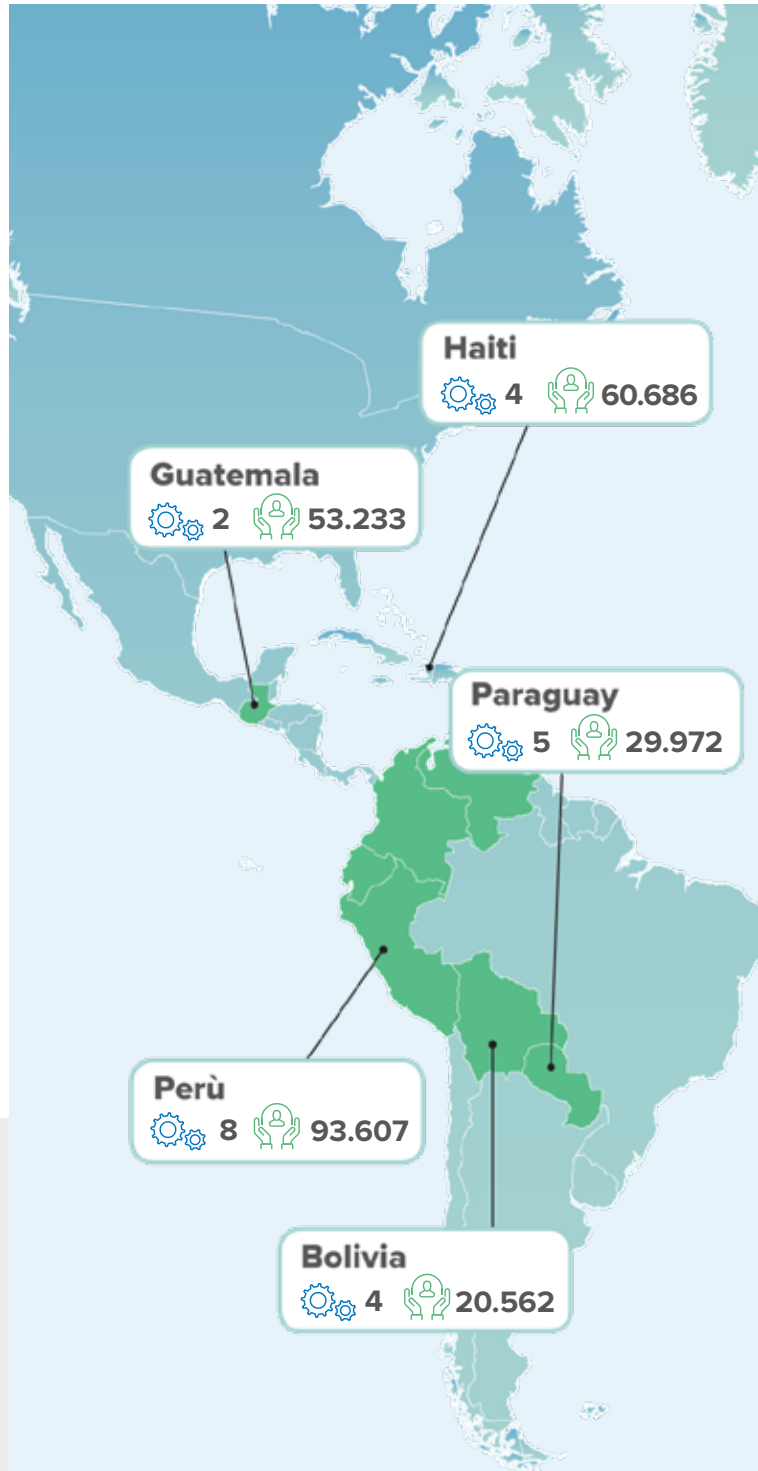 Haiti
4 60.686
Guatemala
2 53.233
Paraguay
5 29.972
Perù
8 93.607
Bolivia
4 20.562